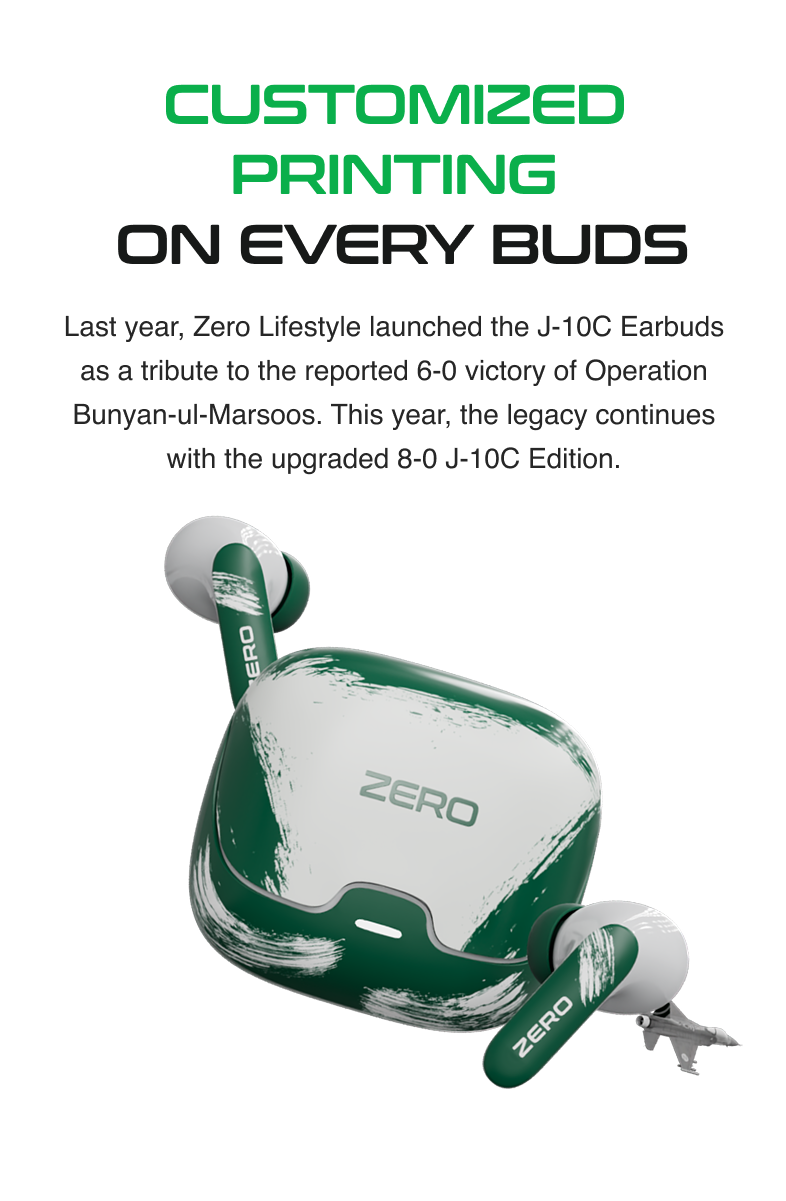 CUSTOMIZED
PRINTING
ON EVERY BUDS
Last year, Zero Lifestyle launched the J-10C Earbuds
as a tribute to the reported 6-0 victory of Operation
Bunyan-ul-Marsoos. This year, the legacy continues
with the upgraded 8-0 J-10C Edition.
ERO
ZERO
ZERO